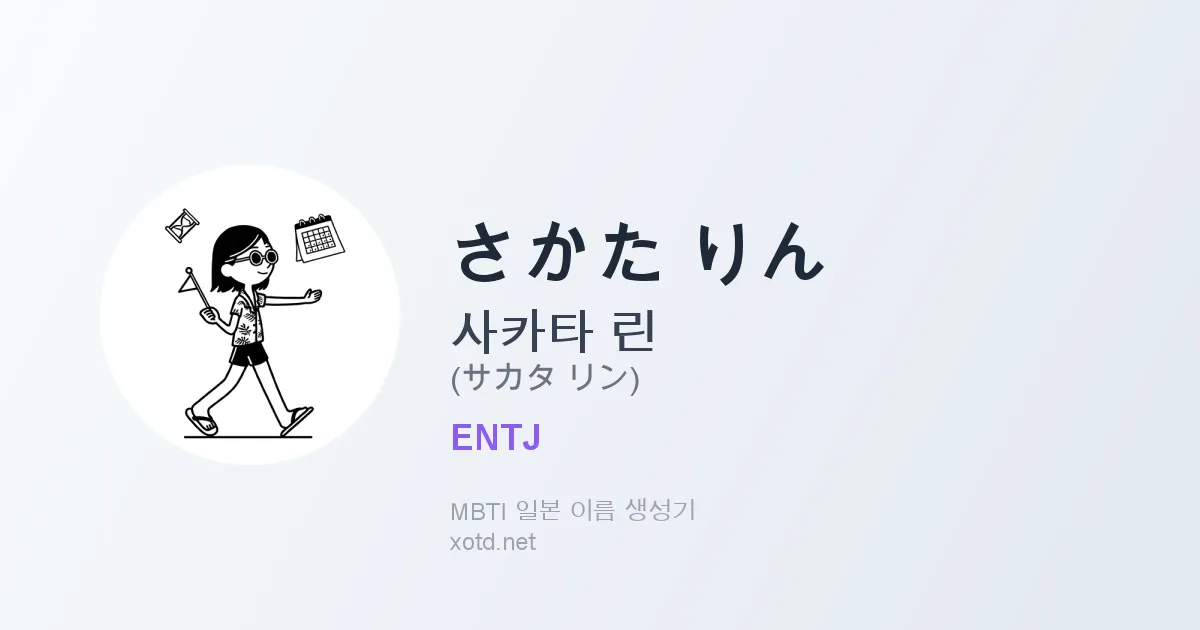 さかた りん
사카타 린
(サカタ リン)
ENTJ
MBTI 일본 이름 생성기
xotd.net